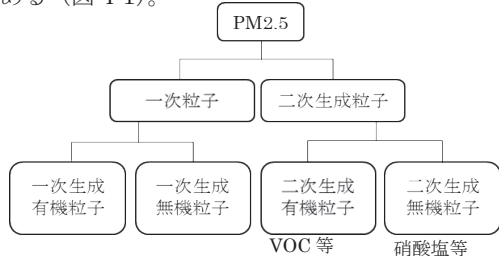 ある（図 1-1）。
PM2.5
一次粒子
二次生成粒子
一次生成
有機粒子
一次生成
無機粒子
二次生成
有機粒子
二次生成
無機粒子
VOC 等
硝酸塩等